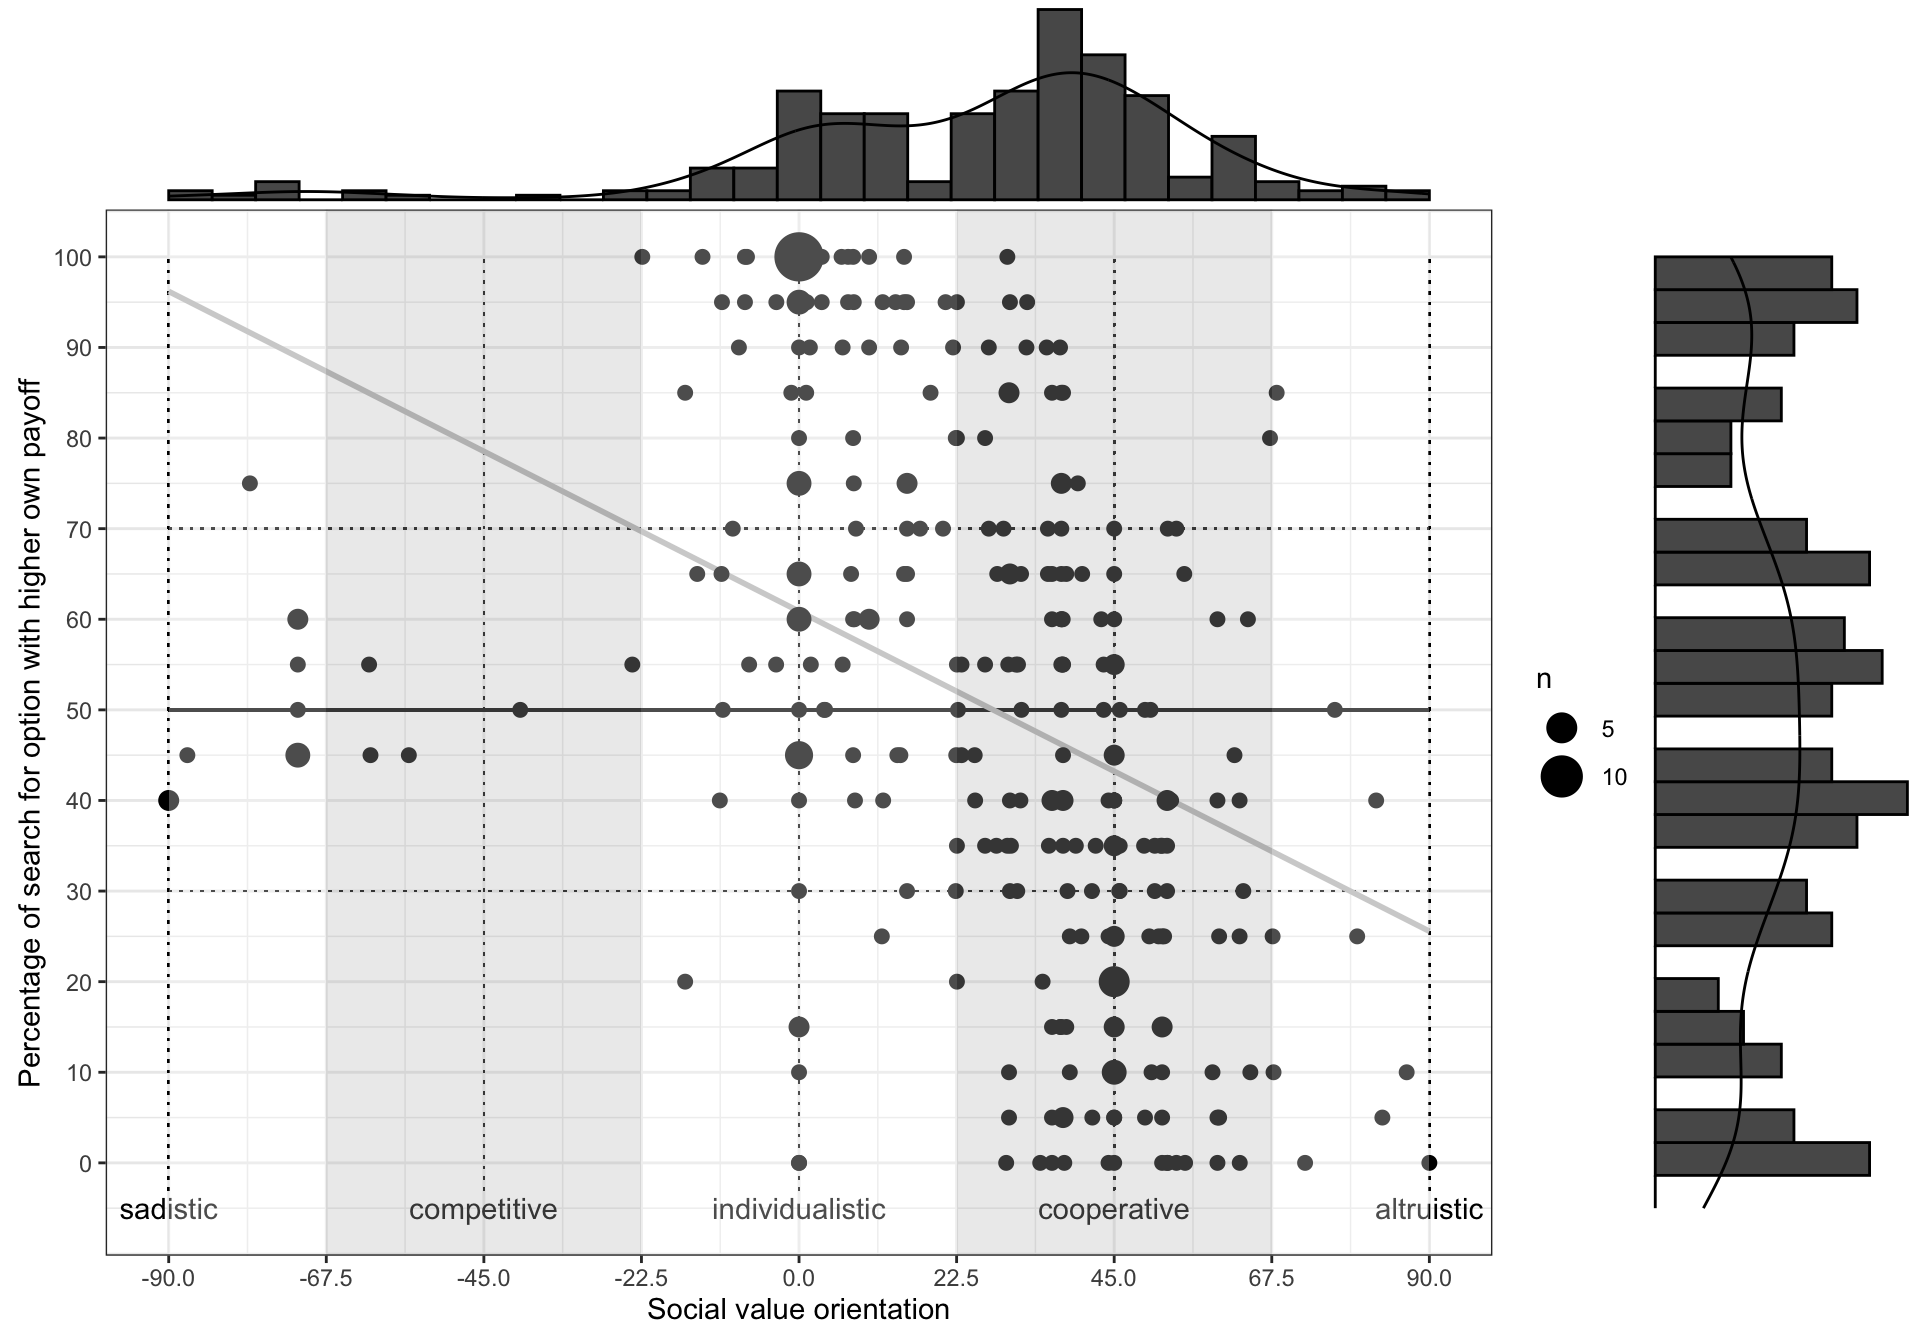 Percentage of search for option with higher own payoff
100
90
80
70
60
50
40
30
20
10
0
sadistic
competitive
individualistic
cooperative
altruistic
-90.0
-67.5
-45.0
-22.5
0.0
22.5
45.0
67.5
90.0
Social value orientation
n
5
10